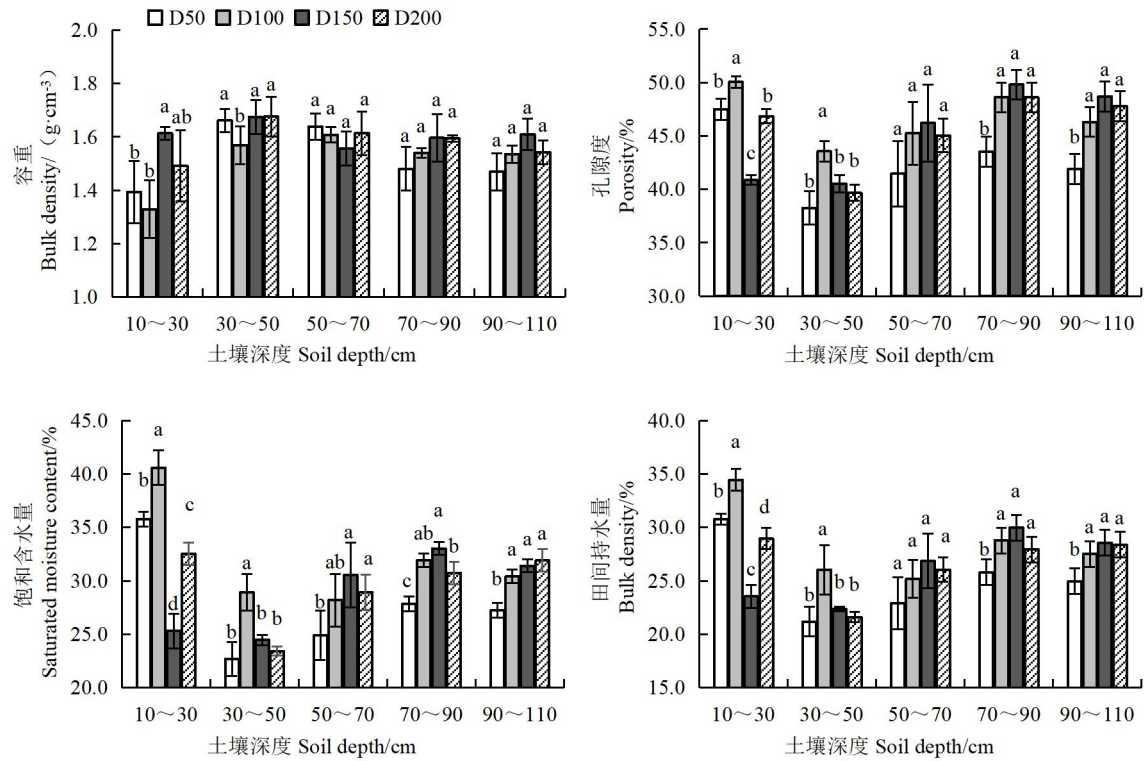 D50 D100 D150 D200
容重
Bulk density/（g·cm⁻³）
2.0
1.8
1.6
1.4
1.2
1.0
b b a ab
a b a a
a a a a
a a a a
a a a a
10～30 30～50 50～70 70～90 90～110
土壤深度 Soil depth/cm
孔隙度
Porosity/%
55.0
50.0
45.0
40.0
35.0
30.0
b a c b
b a b b
a a a a
b a a a
b a a a
10～30 30～50 50～70 70～90 90～110
土壤深度 Soil depth/cm
饱和含水量
Saturated moisture content/%
45.0
40.0
35.0
30.0
25.0
20.0
b a d c
b a b b
b ab a a
c ab a b
b a a a
10～30 30～50 50～70 70～90 90～110
土壤深度 Soil depth/cm
田间持水量
Bulk density/%
40.0
35.0
30.0
25.0
20.0
15.0
b a c d
b a b b
a a a a
b a a a
b a a a
10～30 30～50 50～70 70～90 90～110
土壤深度 Soil depth/cm